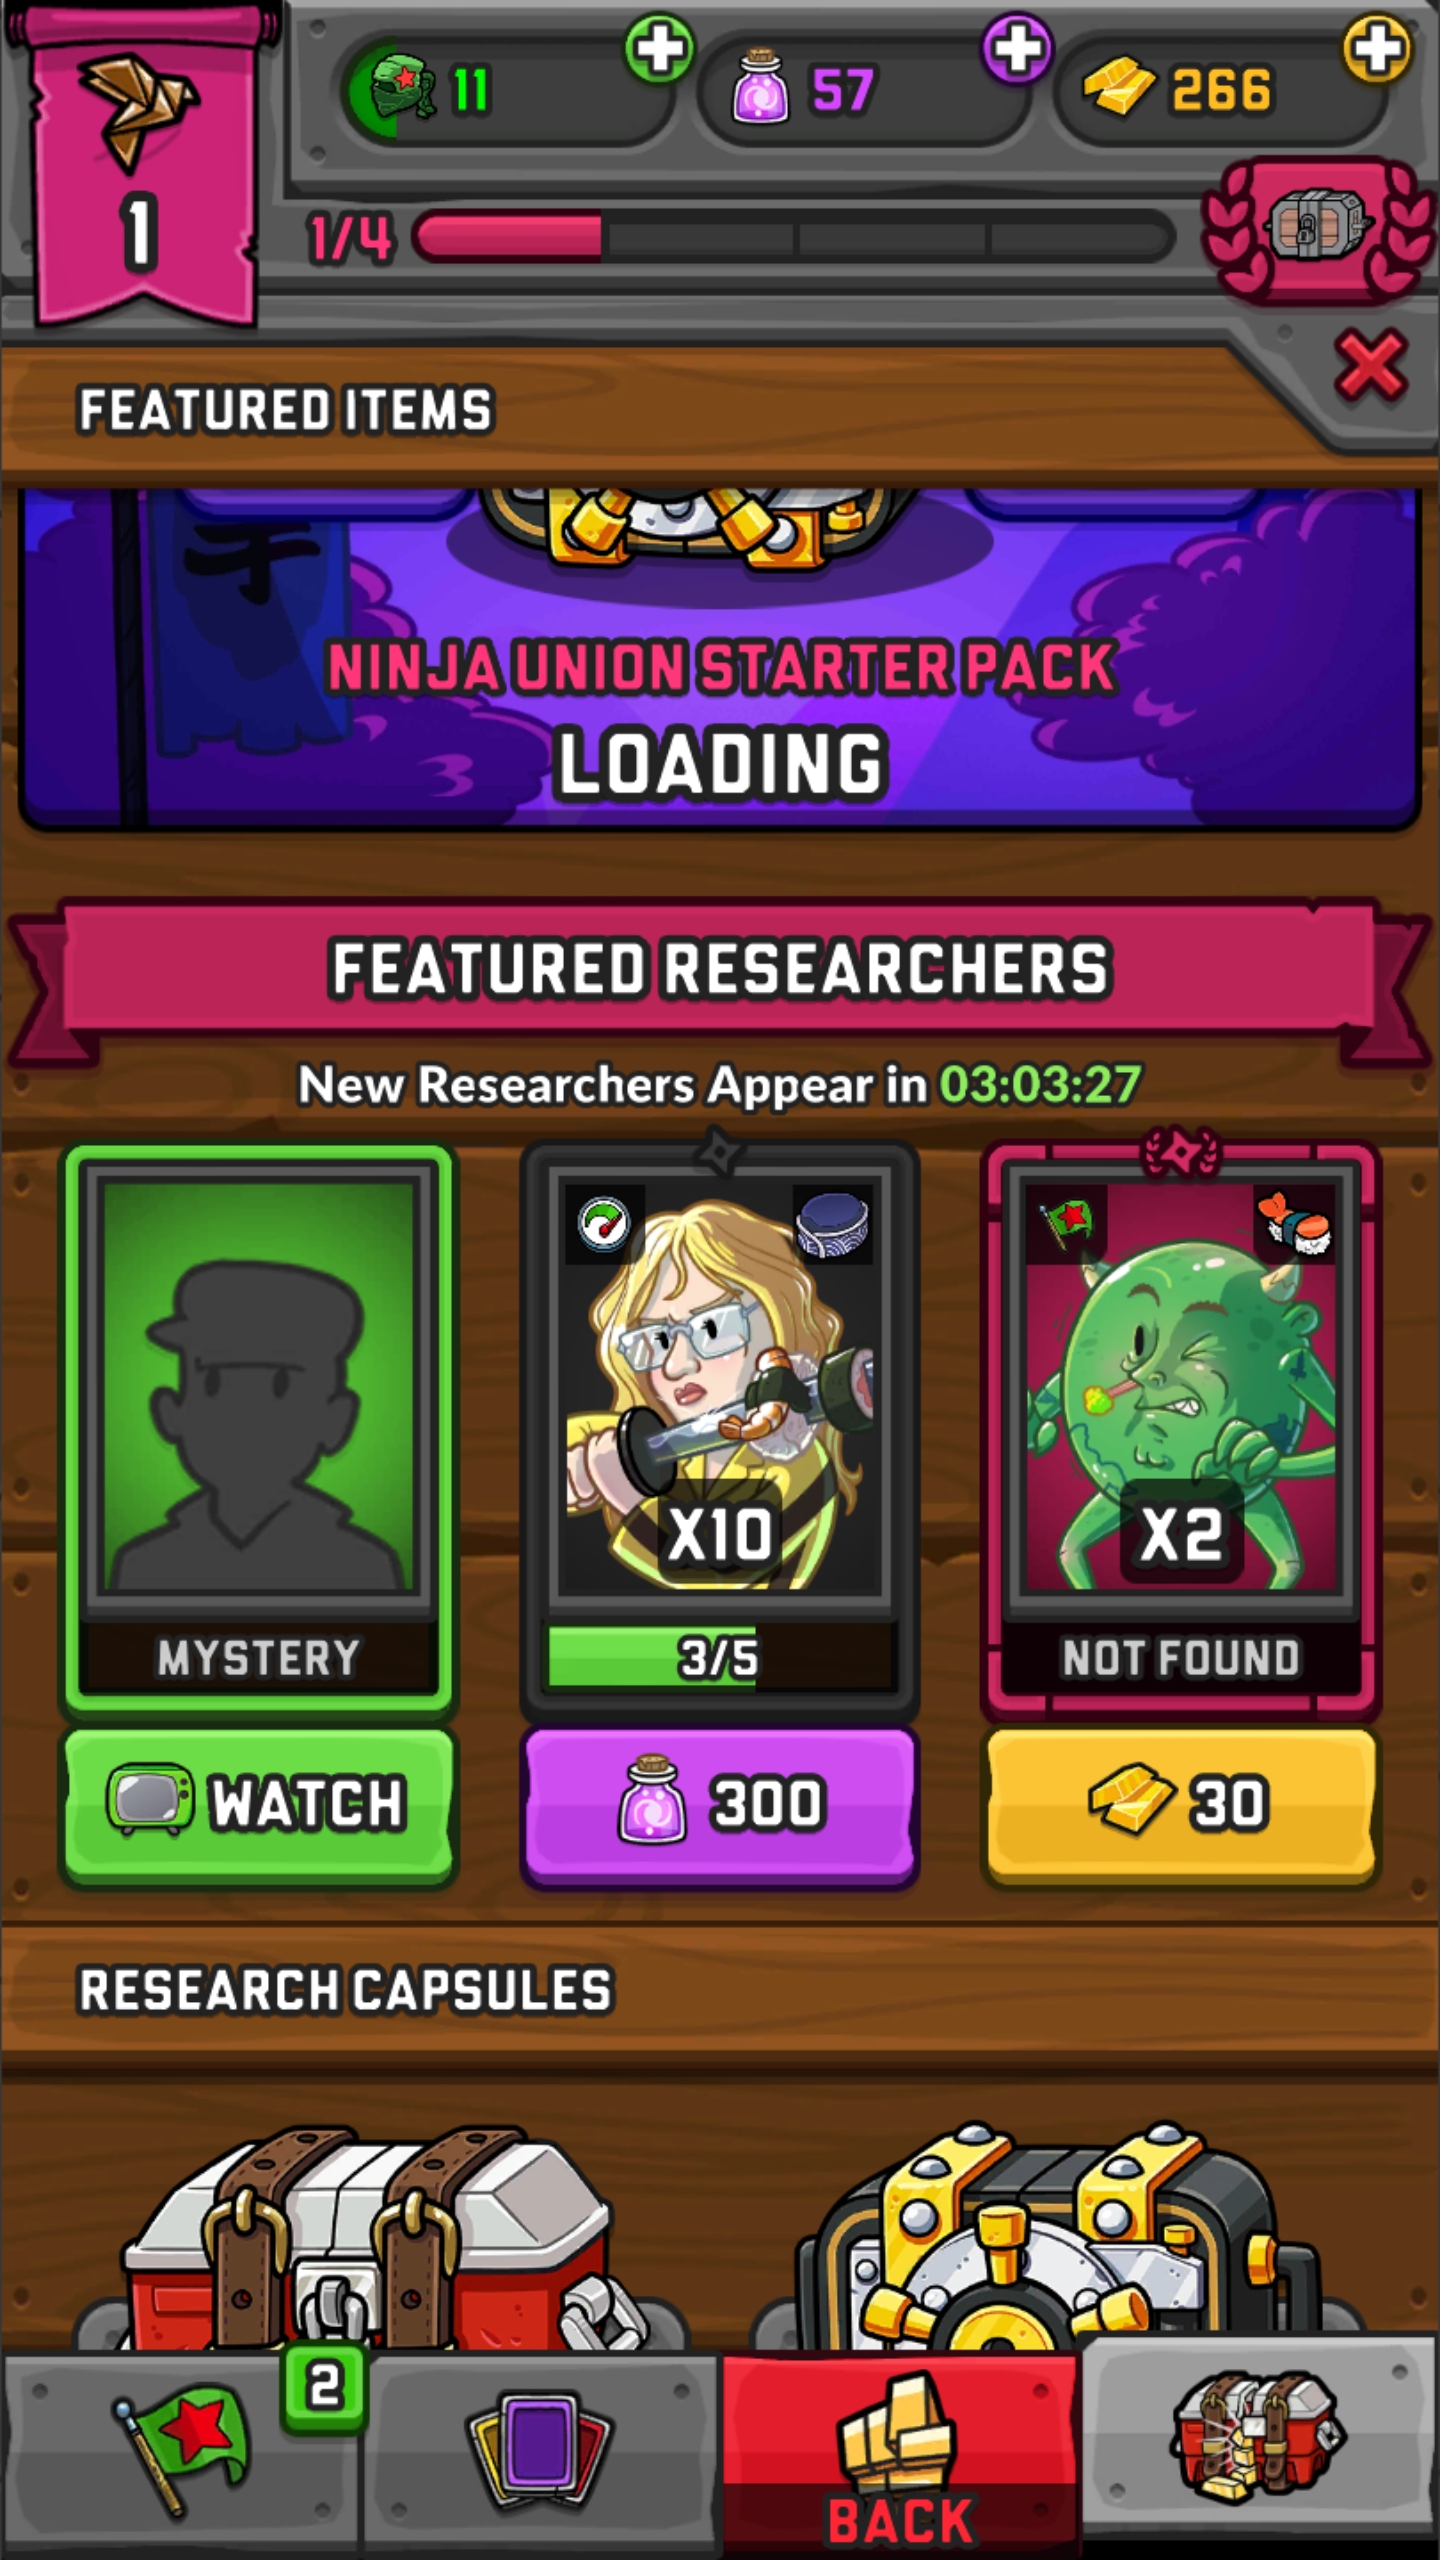 11
57
266
1
1/4
FEATURED ITEMS
手
NINJA UNION STARTER PACK
LOADING
FEATURED RESEARCHERS
New Researchers Appear in 03:03:27
X10
X2
MYSTERY
3/5
NOT FOUND
WATCH
300
30
RESEARCH CAPSULES
2
BACK